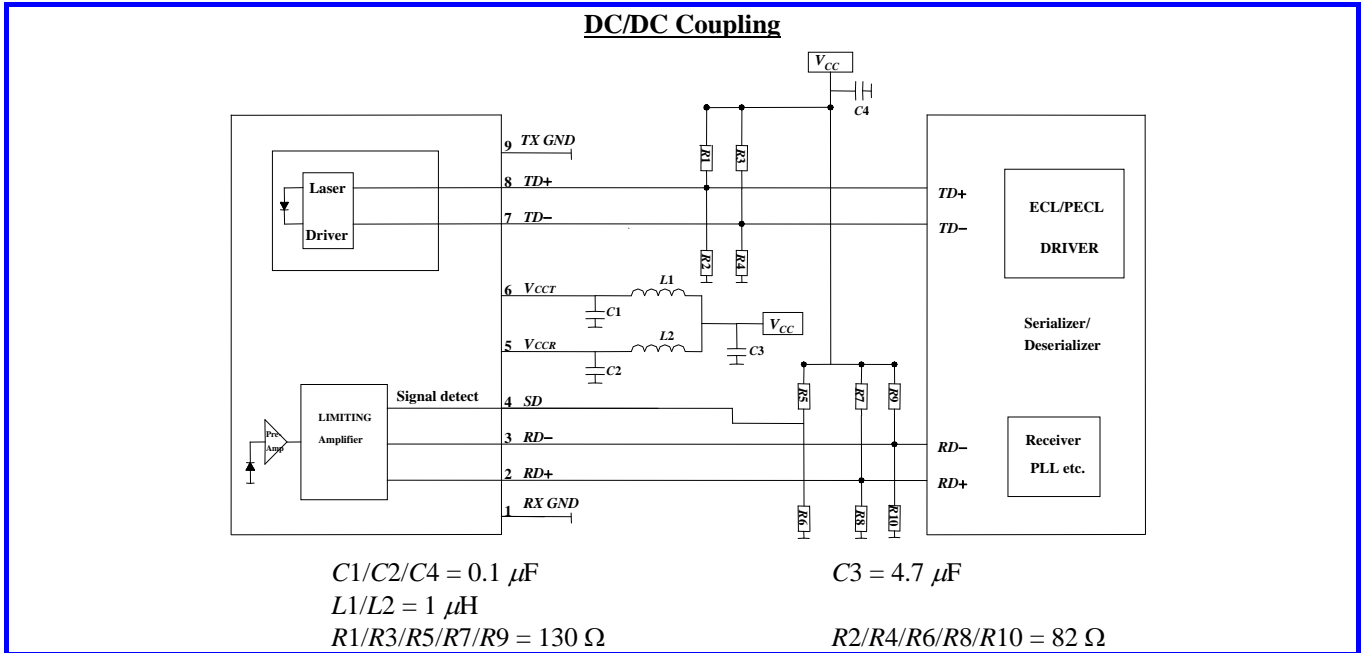 DC/DC Coupling
VCC
C4
9 TX GND
R1
R3
Laser
Driver
8 TD+
TD+
ECL/PECL
DRIVER
7 TD−
TD−
R2
R4
6 VCCT
L1
C1
VCC
Serializer/
Deserializer
5 VCCR
L2
C3
C2
R5
R7
R9
Signal detect
4 SD
LIMITING
Amplifier
Pre
Amp
3 RD−
RD−
Receiver
PLL etc.
2 RD+
RD+
1 RX GND
R6
R8
R10
C1/C2/C4 = 0.1 μF
C3 = 4.7 μF
L1/L2 = 1 μH
R1/R3/R5/R7/R9 = 130 Ω
R2/R4/R6/R8/R10 = 82 Ω